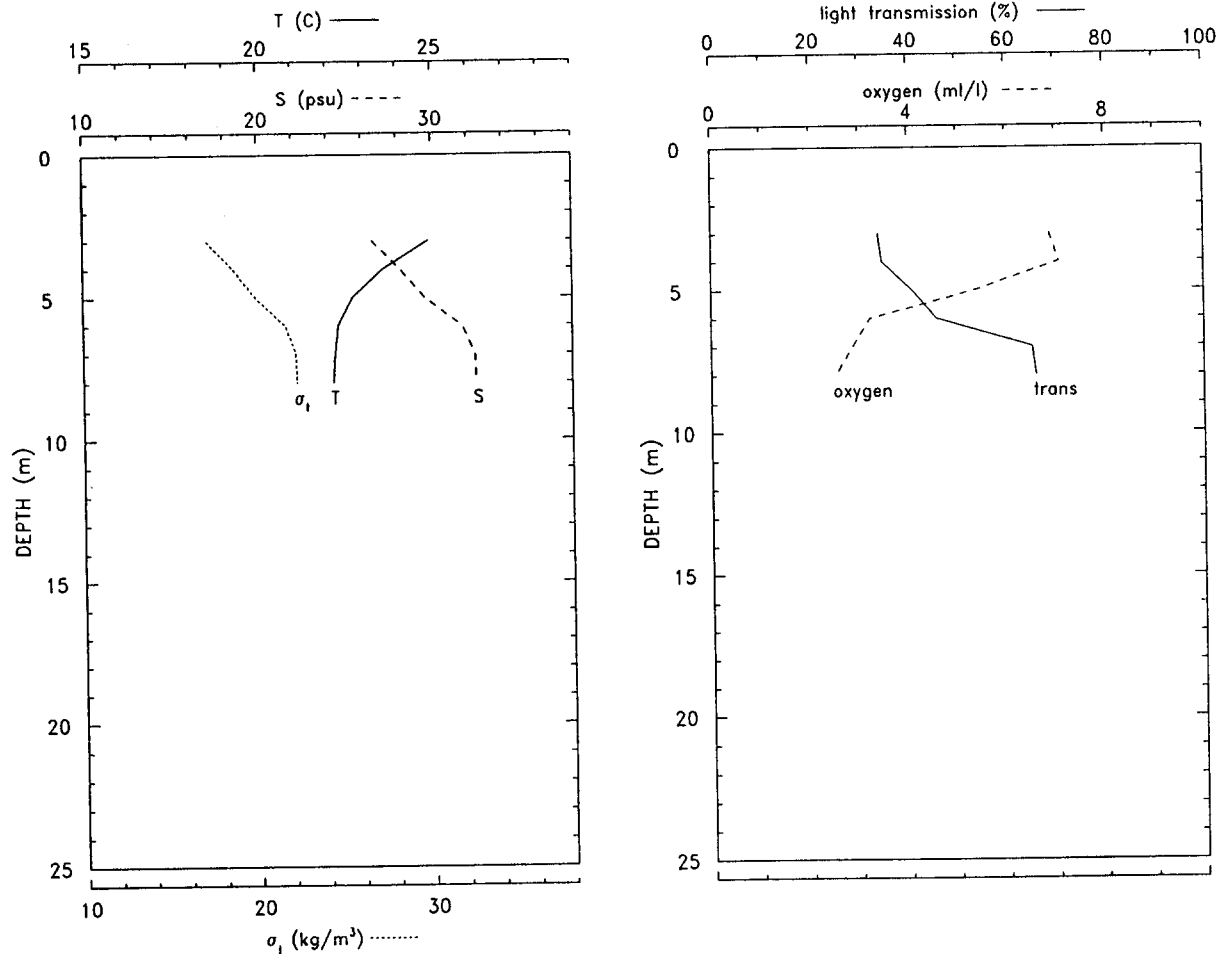 T (C)
15 20 25
S (psu)
10 20 30
0
5
10
15
20
25
DEPTH (m)
σt T S
10 20 30
σt (kg/m³)
light transmission (%)
0 20 40 60 80 100
oxygen (ml/l)
0 4 8
0
5
10
15
20
25
DEPTH (m)
oxygen trans